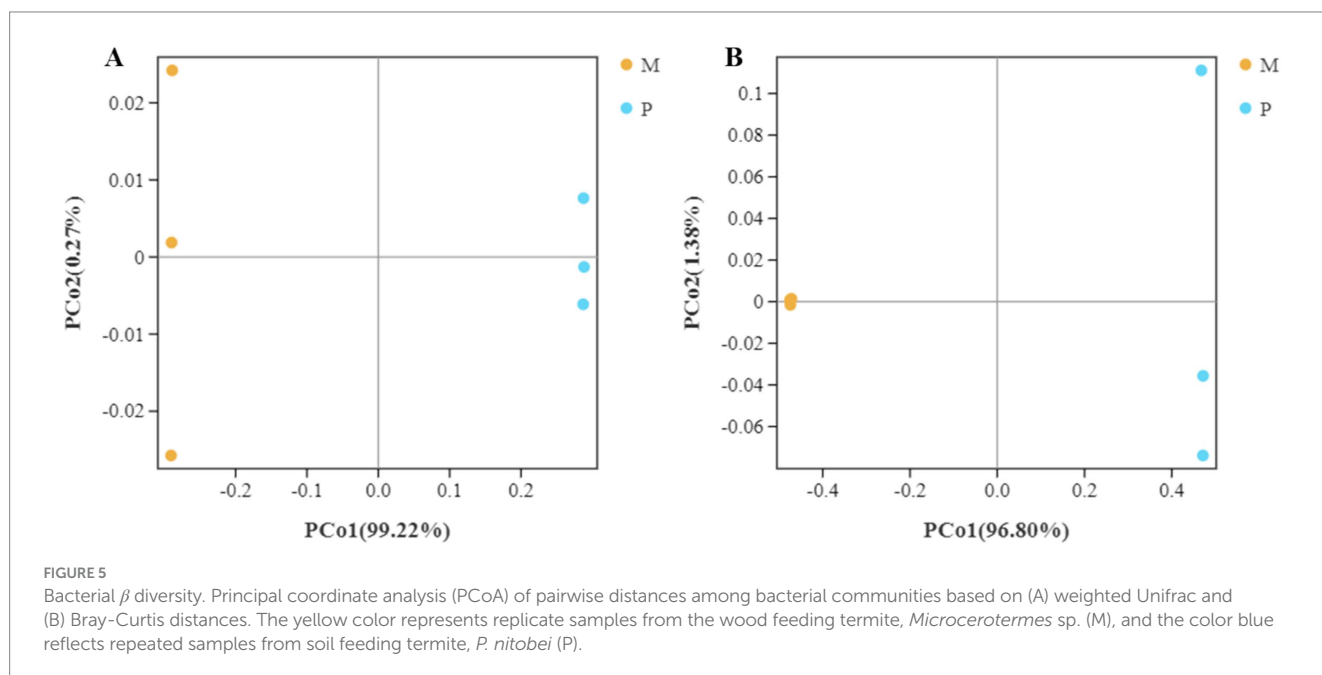 A
M
P
0.02
0.01
0
-0.01
-0.02
PCo2(0.27%)
-0.2 -0.1 0.0 0.1 0.2
PCo1(99.22%)
B
M
P
0.1
0.08
0.06
0.04
0.02
0
-0.02
-0.04
-0.06
PCo2(1.38%)
-0.4 -0.2 0.0 0.2 0.4
PCo1(96.80%)
FIGURE 5
Bacterial β diversity. Principal coordinate analysis (PCoA) of pairwise distances among bacterial communities based on (A) weighted Unifrac and
(B) Bray-Curtis distances. The yellow color represents replicate samples from the wood feeding termite, Microcerotermes sp. (M), and the color blue
reflects repeated samples from soil feeding termite, P. nitobei (P).